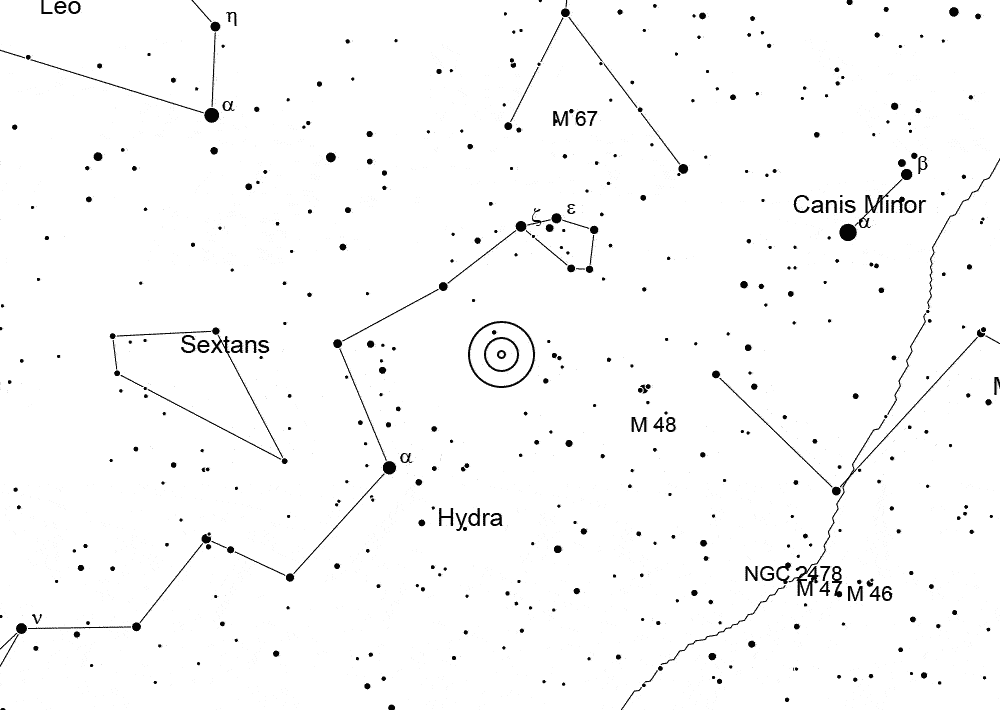 Leo
η
α
M 67
β
Canis Minor
α
ζ ε
Sextans
M 48
α
Hydra
NGC 2478
M 47 M 46
ν
M